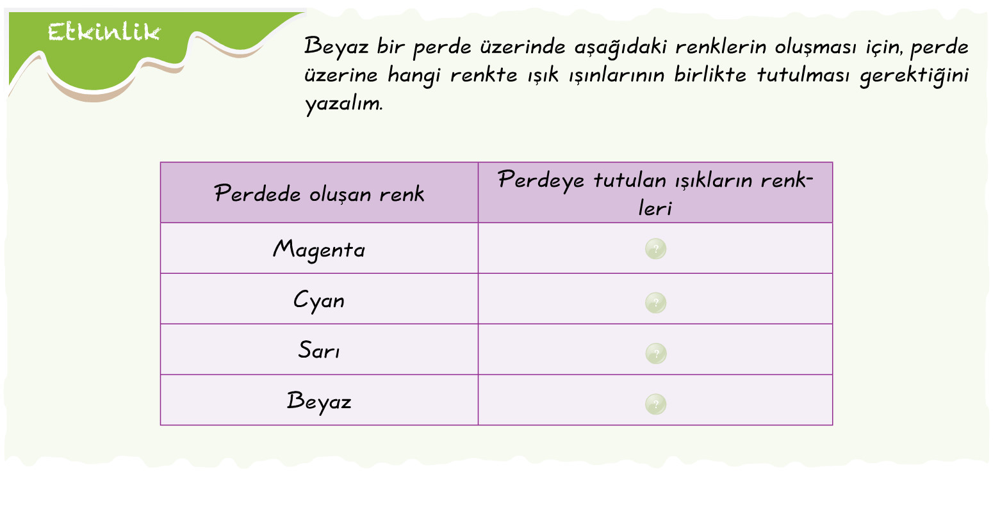 Etkinlik
Beyaz bir perde üzerinde aşağıdaki renklerin oluşması için, perde
üzerine hangi renkte ışık ışınlarının birlikte tutulması gerektiğini
yazalım.
Perdede oluşan renk
Perdeye tutulan ışıkların renk-
leri
Magenta
?
Cyan
?
Sarı
?
Beyaz
?